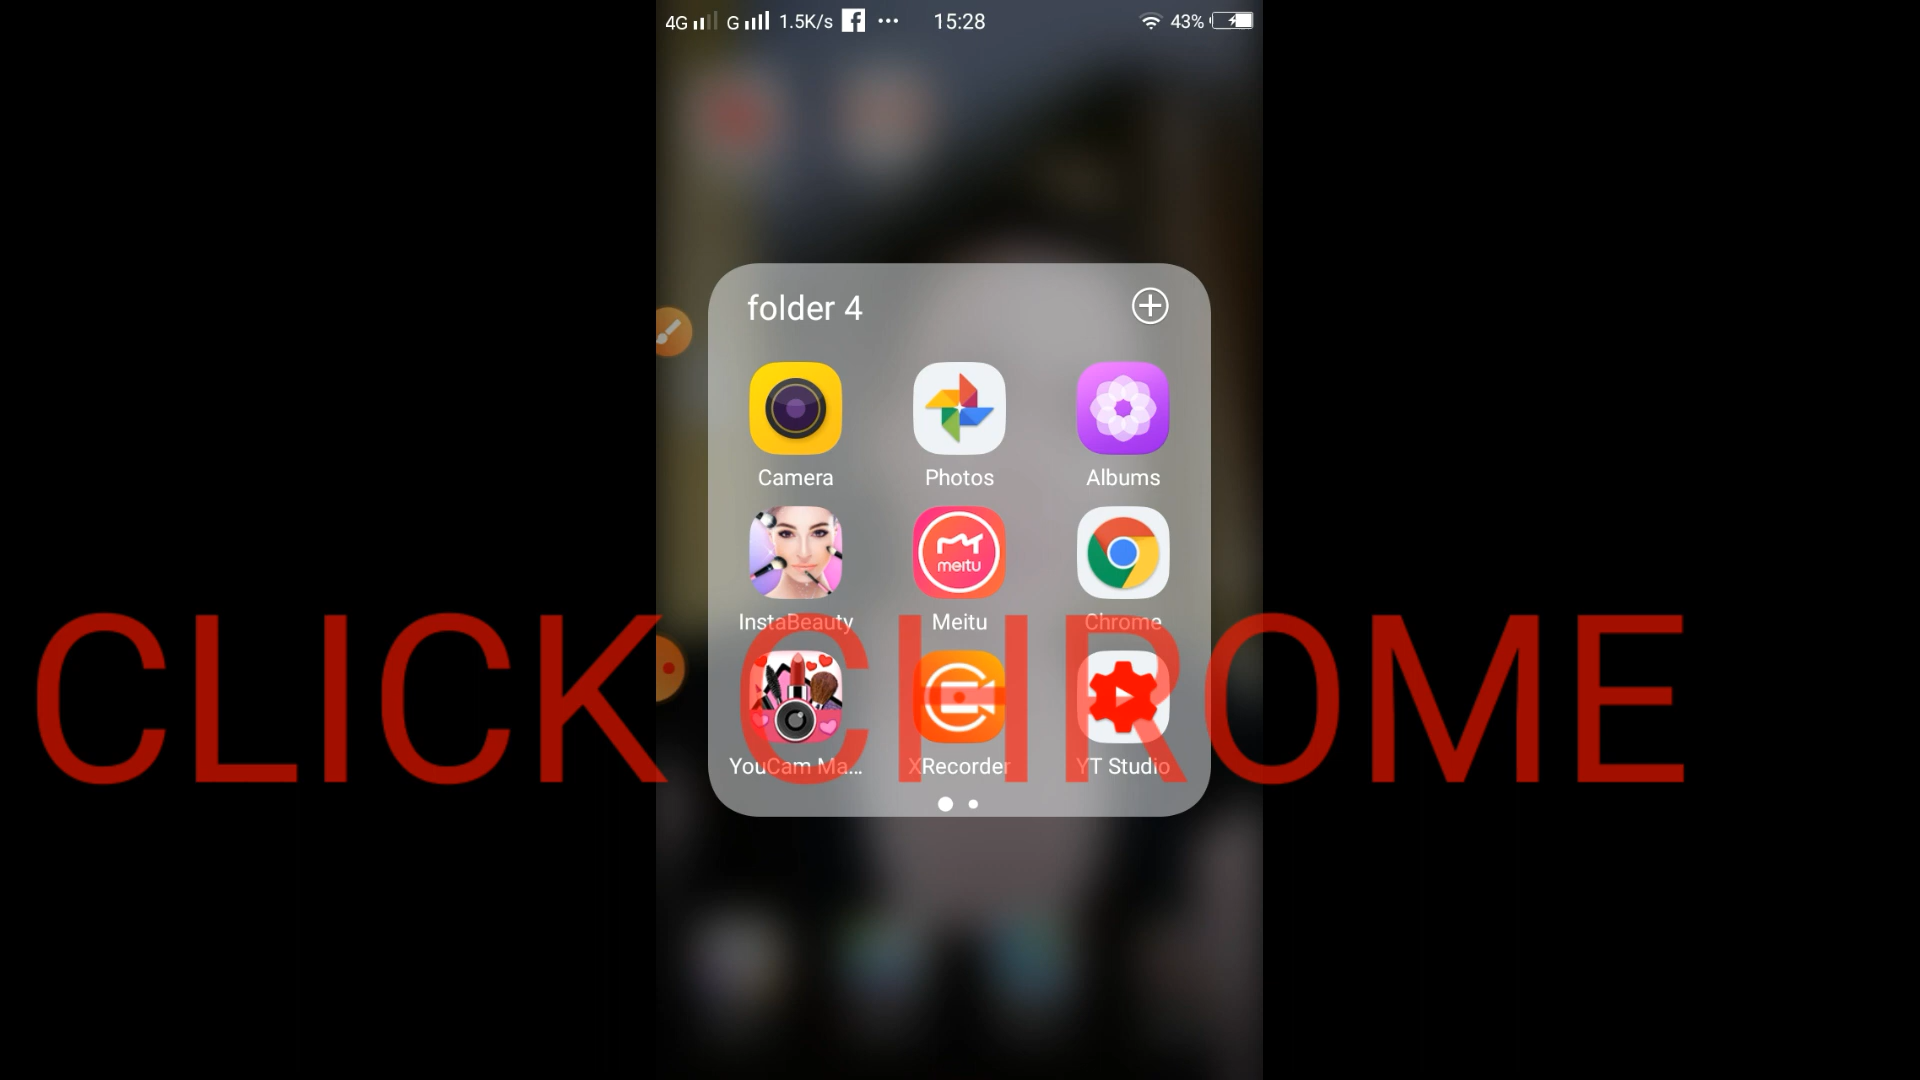 4G G 1.5K/s 15:28 43%
folder 4
Camera Photos Albums
meitu
InstaBeauty Meitu Chrome
CLICK CHROME
YouCam Ma... XRecorder YT Studio